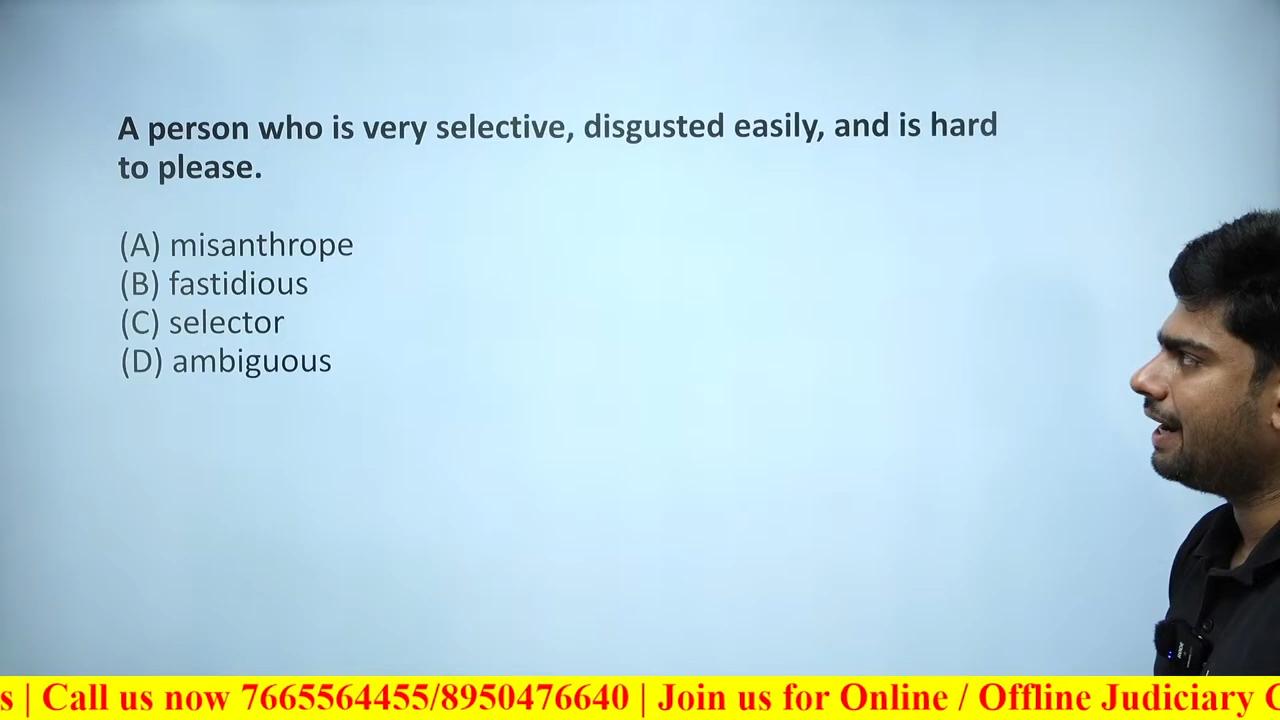 A person who is very selective, disgusted easily, and is hard
to please.
(A) misanthrope
(B) fastidious
(C) selector
(D) ambiguous
s | Call us now 7665564455/8950476640 | Join us for Online / Offline Judiciary C